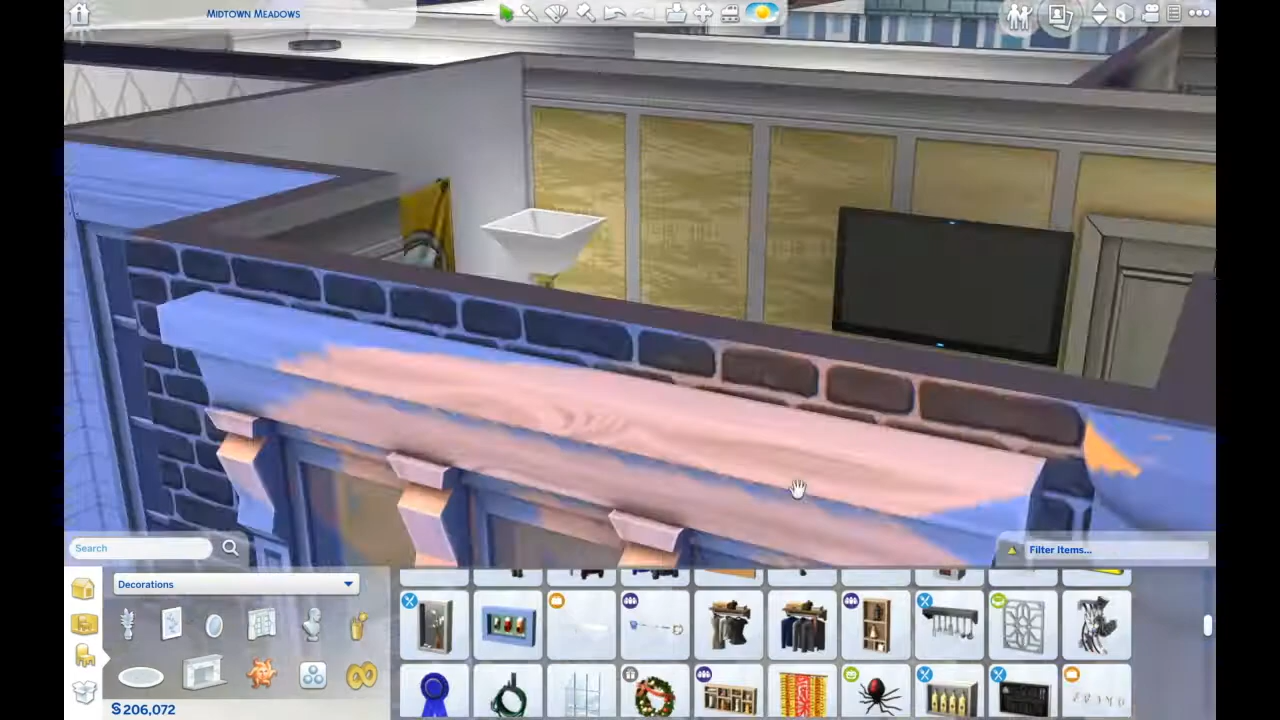 MIDTOWN MEADOWS
Search
Filter Items...
Decorations
$206,072